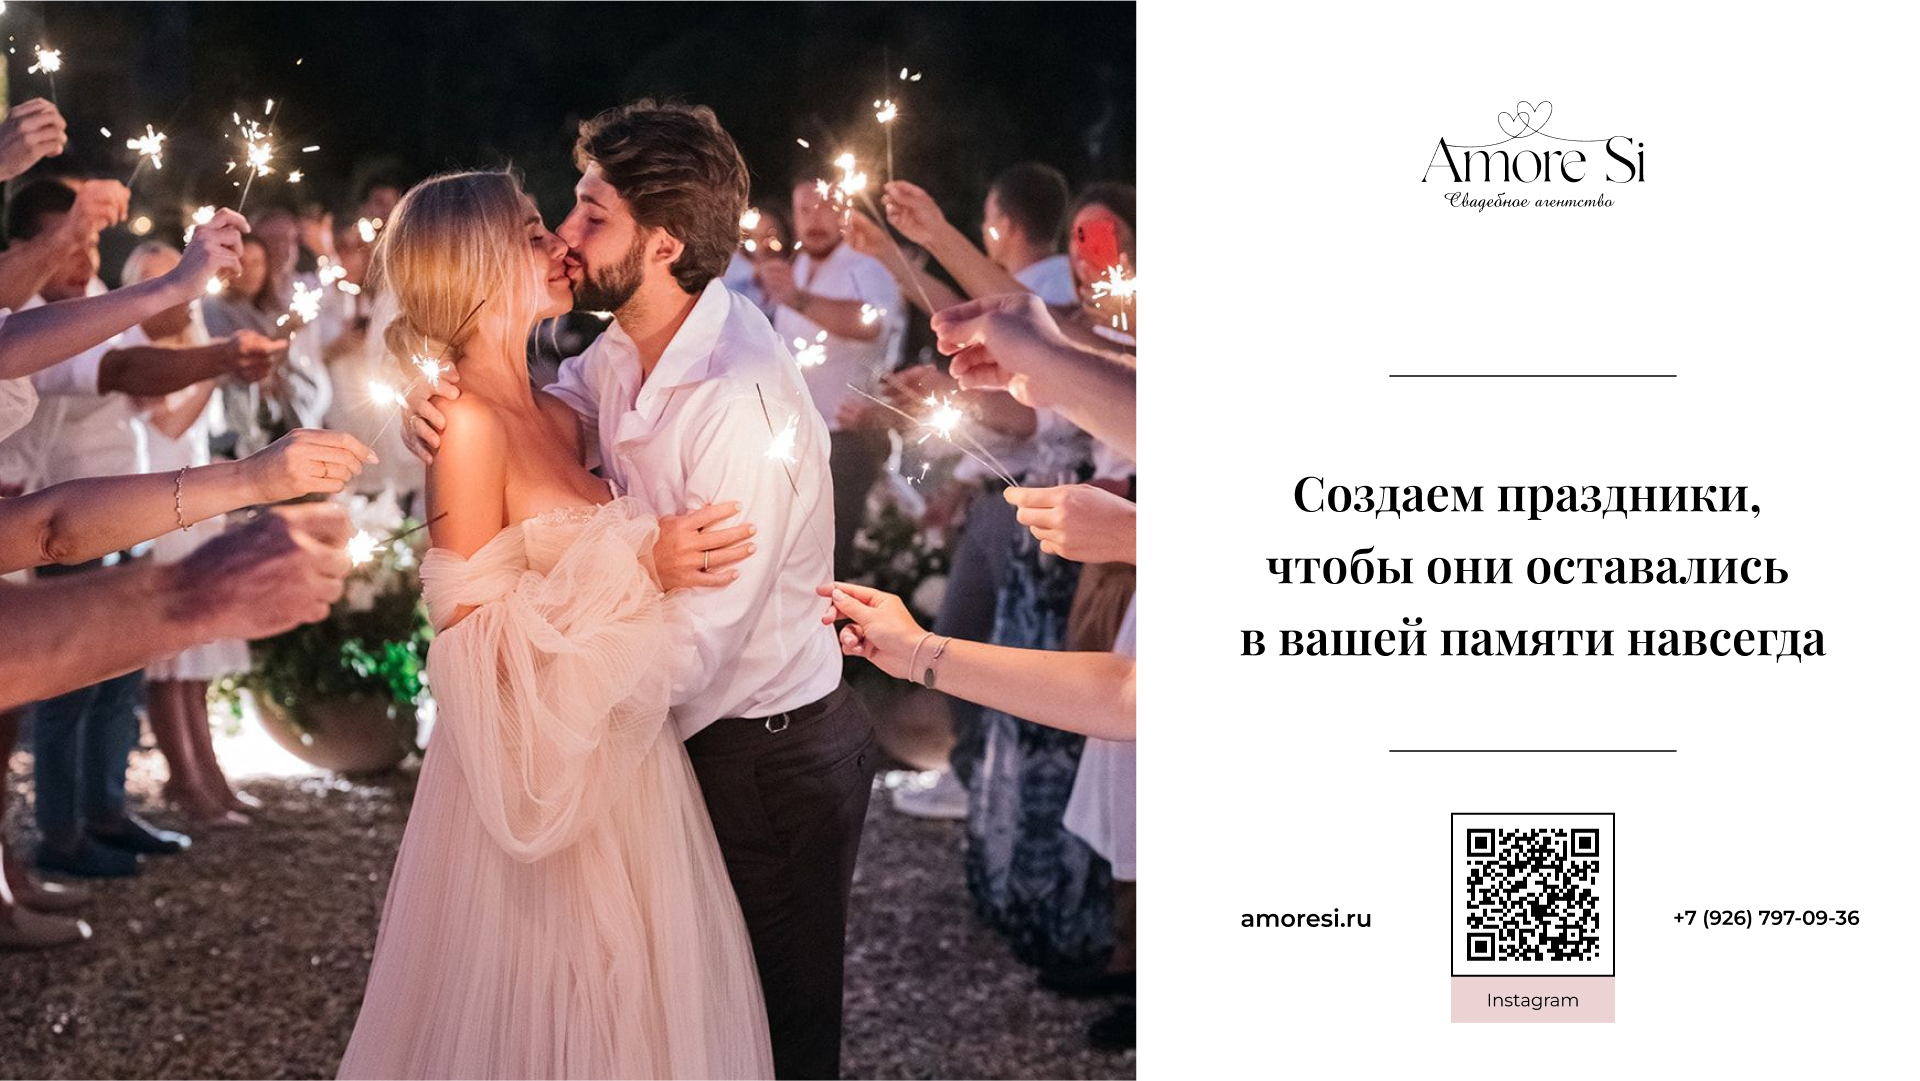 Amore Si
Свадебное агентство
Создаем праздники,
чтобы они оставались
в вашей памяти навсегда
amoresi.ru
+7 (926) 797-09-36
Instagram